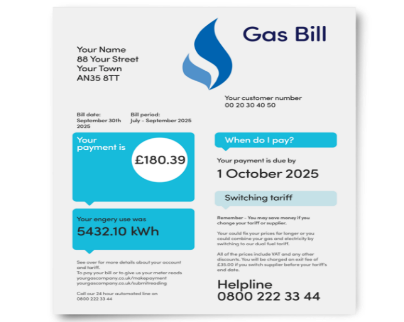 Gas Bill
Your Name
88 Your Street
Your Town
AN35 8TT
Your customer number
00 20 30 40 50
Bill date:
September 30th
2025
Bill period:
July - September 2025
Your
payment is
£180.39
When do I pay?
Your payment is due by
1 October 2025
Switching tariff
Your engery use was
5432.10 kWh
Remember - You may save money if you
change your tariff or supplier.
Your could fix your prices for longer or you
could combine your gas and electricity by
switching to our dual fuel tariff.
All of the prices include VAT and any other
discounts. You will be charged an exit fee of
£35.00 if you switch supplier before your tariff's
end date.
See over for more details about your account
and tariff.
To pay your bill or to give us your meter reads
yourgascompany.co.uk/makepayment
yourgascompany.co.uk/submitreading
Call our 24 hour automated line on
0800 222 33 44
Helpline
0800 222 33 44